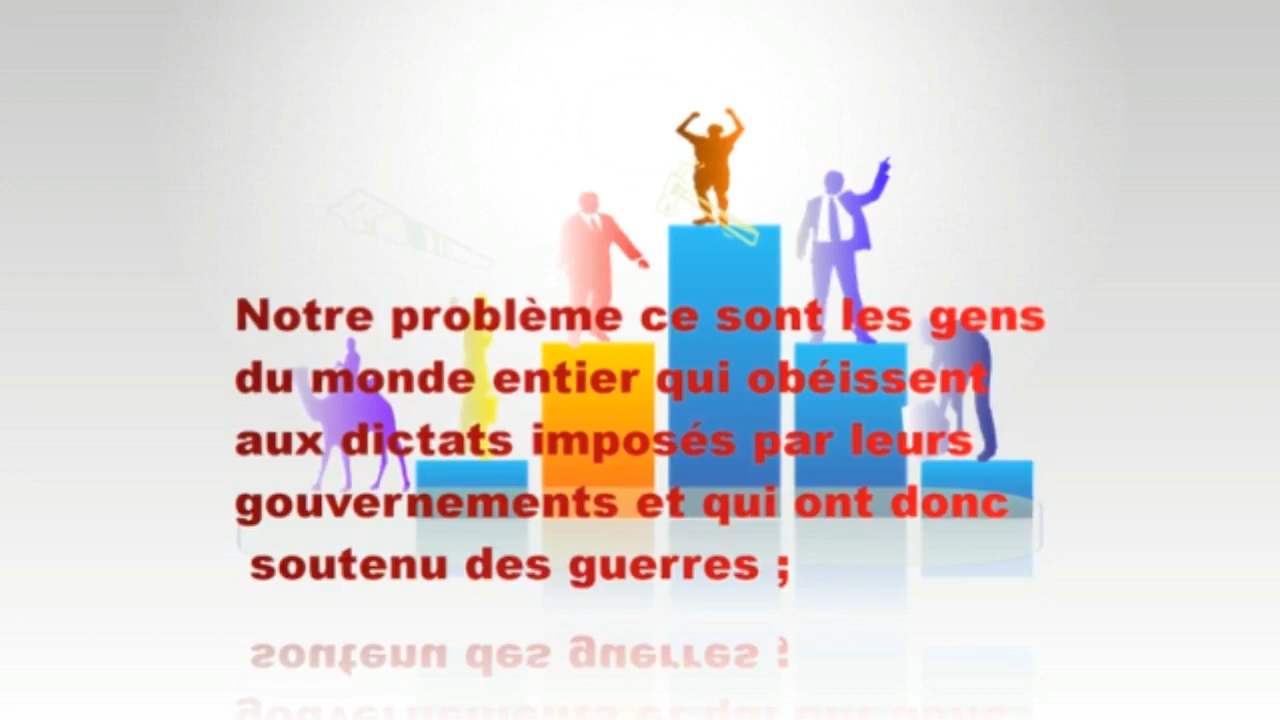 Notre problème ce sont les gens
du monde entier qui obéissent
aux dictats imposés par leurs
gouvernements et qui ont donc
soutenu des guerres ;